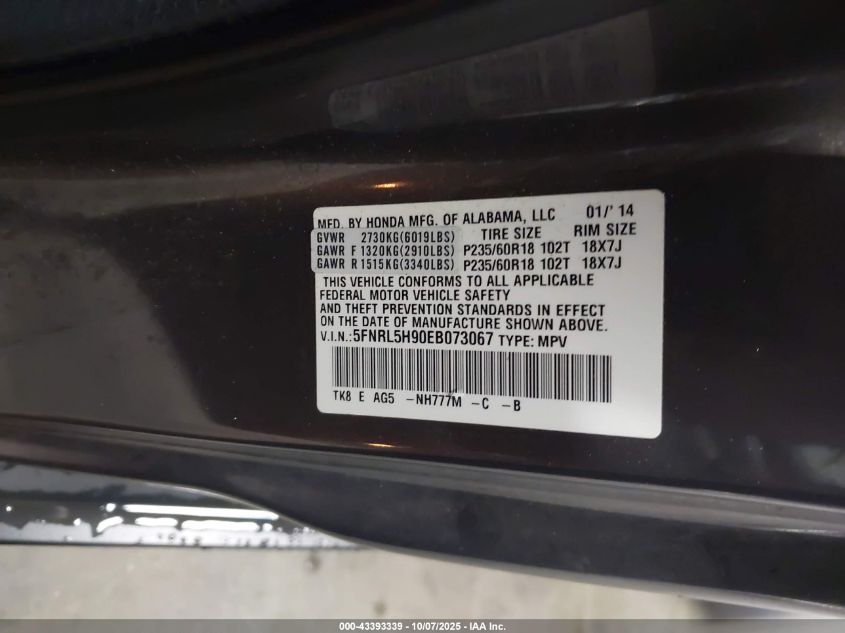 MFD. BY HONDA MFG. OF ALABAMA, LLC 01/'14
GVWR 2730KG(6019LBS) TIRE SIZE RIM SIZE
GAWR F 1320KG(2910LBS) P235/60R18 102T 18X7J
GAWR R 1515KG(3340LBS) P235/60R18 102T 18X7J
THIS VEHICLE CONFORMS TO ALL APPLICABLE
FEDERAL MOTOR VEHICLE SAFETY
AND THEFT PREVENTION STANDARDS IN EFFECT
ON THE DATE OF MANUFACTURE SHOWN ABOVE.
V.I.N.:5FNRL5H90EB073067 TYPE: MPV
TK8 E AG5 -NH777M -C -B
000-43393339 - 10/07/2025 - IAA Inc.